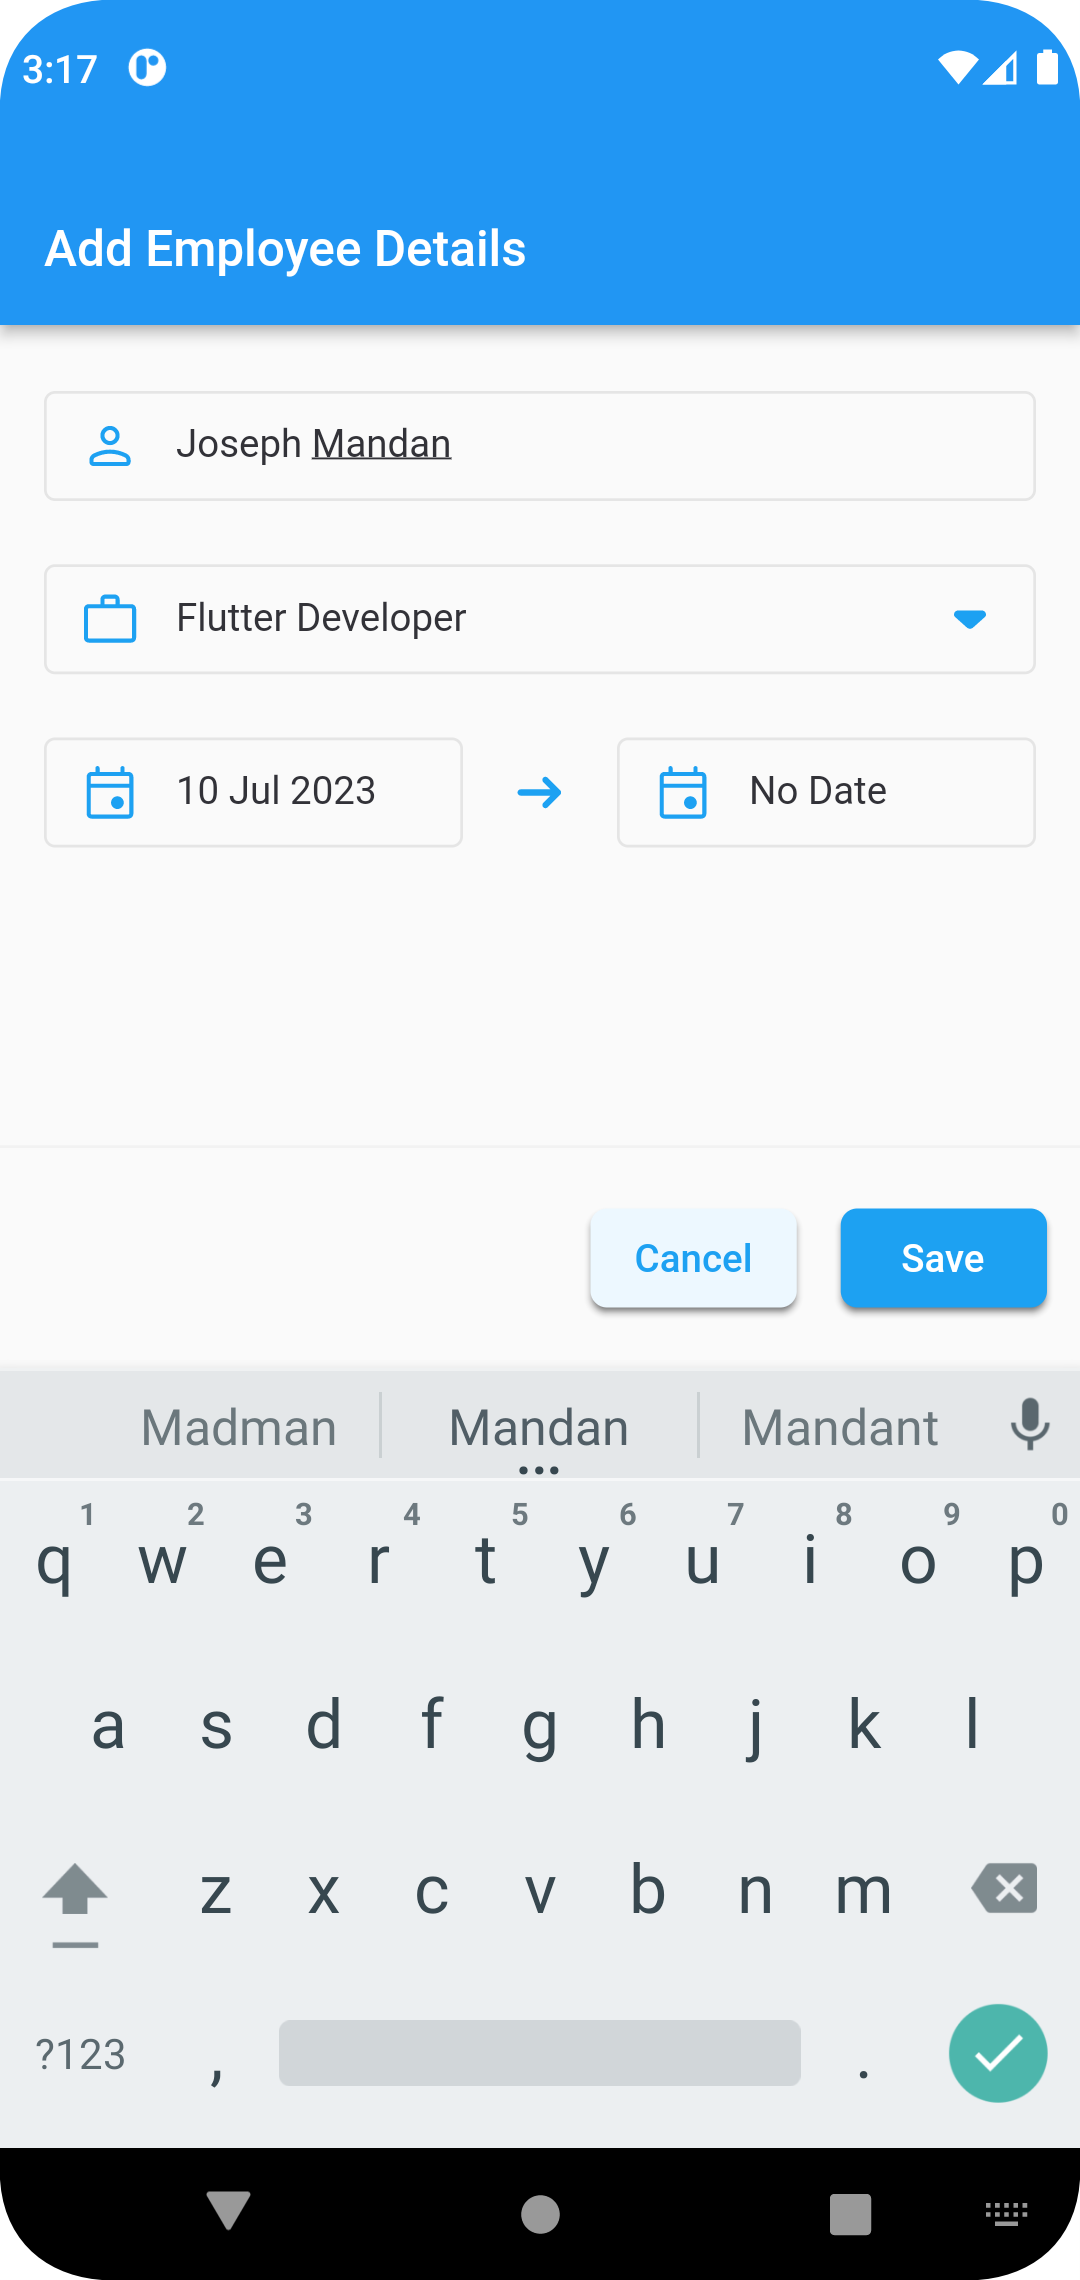 3:17
Add Employee Details
Joseph Mandan
Flutter Developer
10 Jul 2023
No Date
Cancel
Save
Madman Mandan Mandant
1 2 3 4 5 6 7 8 9 0
q w e r t y u i o p
a s d f g h j k l
z x c v b n m
?123 , .